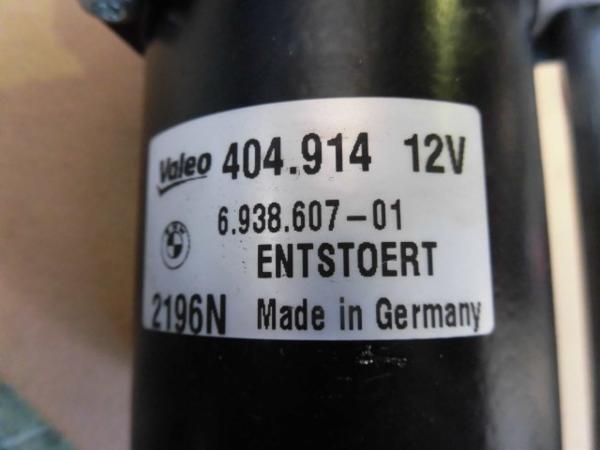 Valeo 404.914 12V
6.938.607-01
ENTSTOERT
2196N Made in Germany